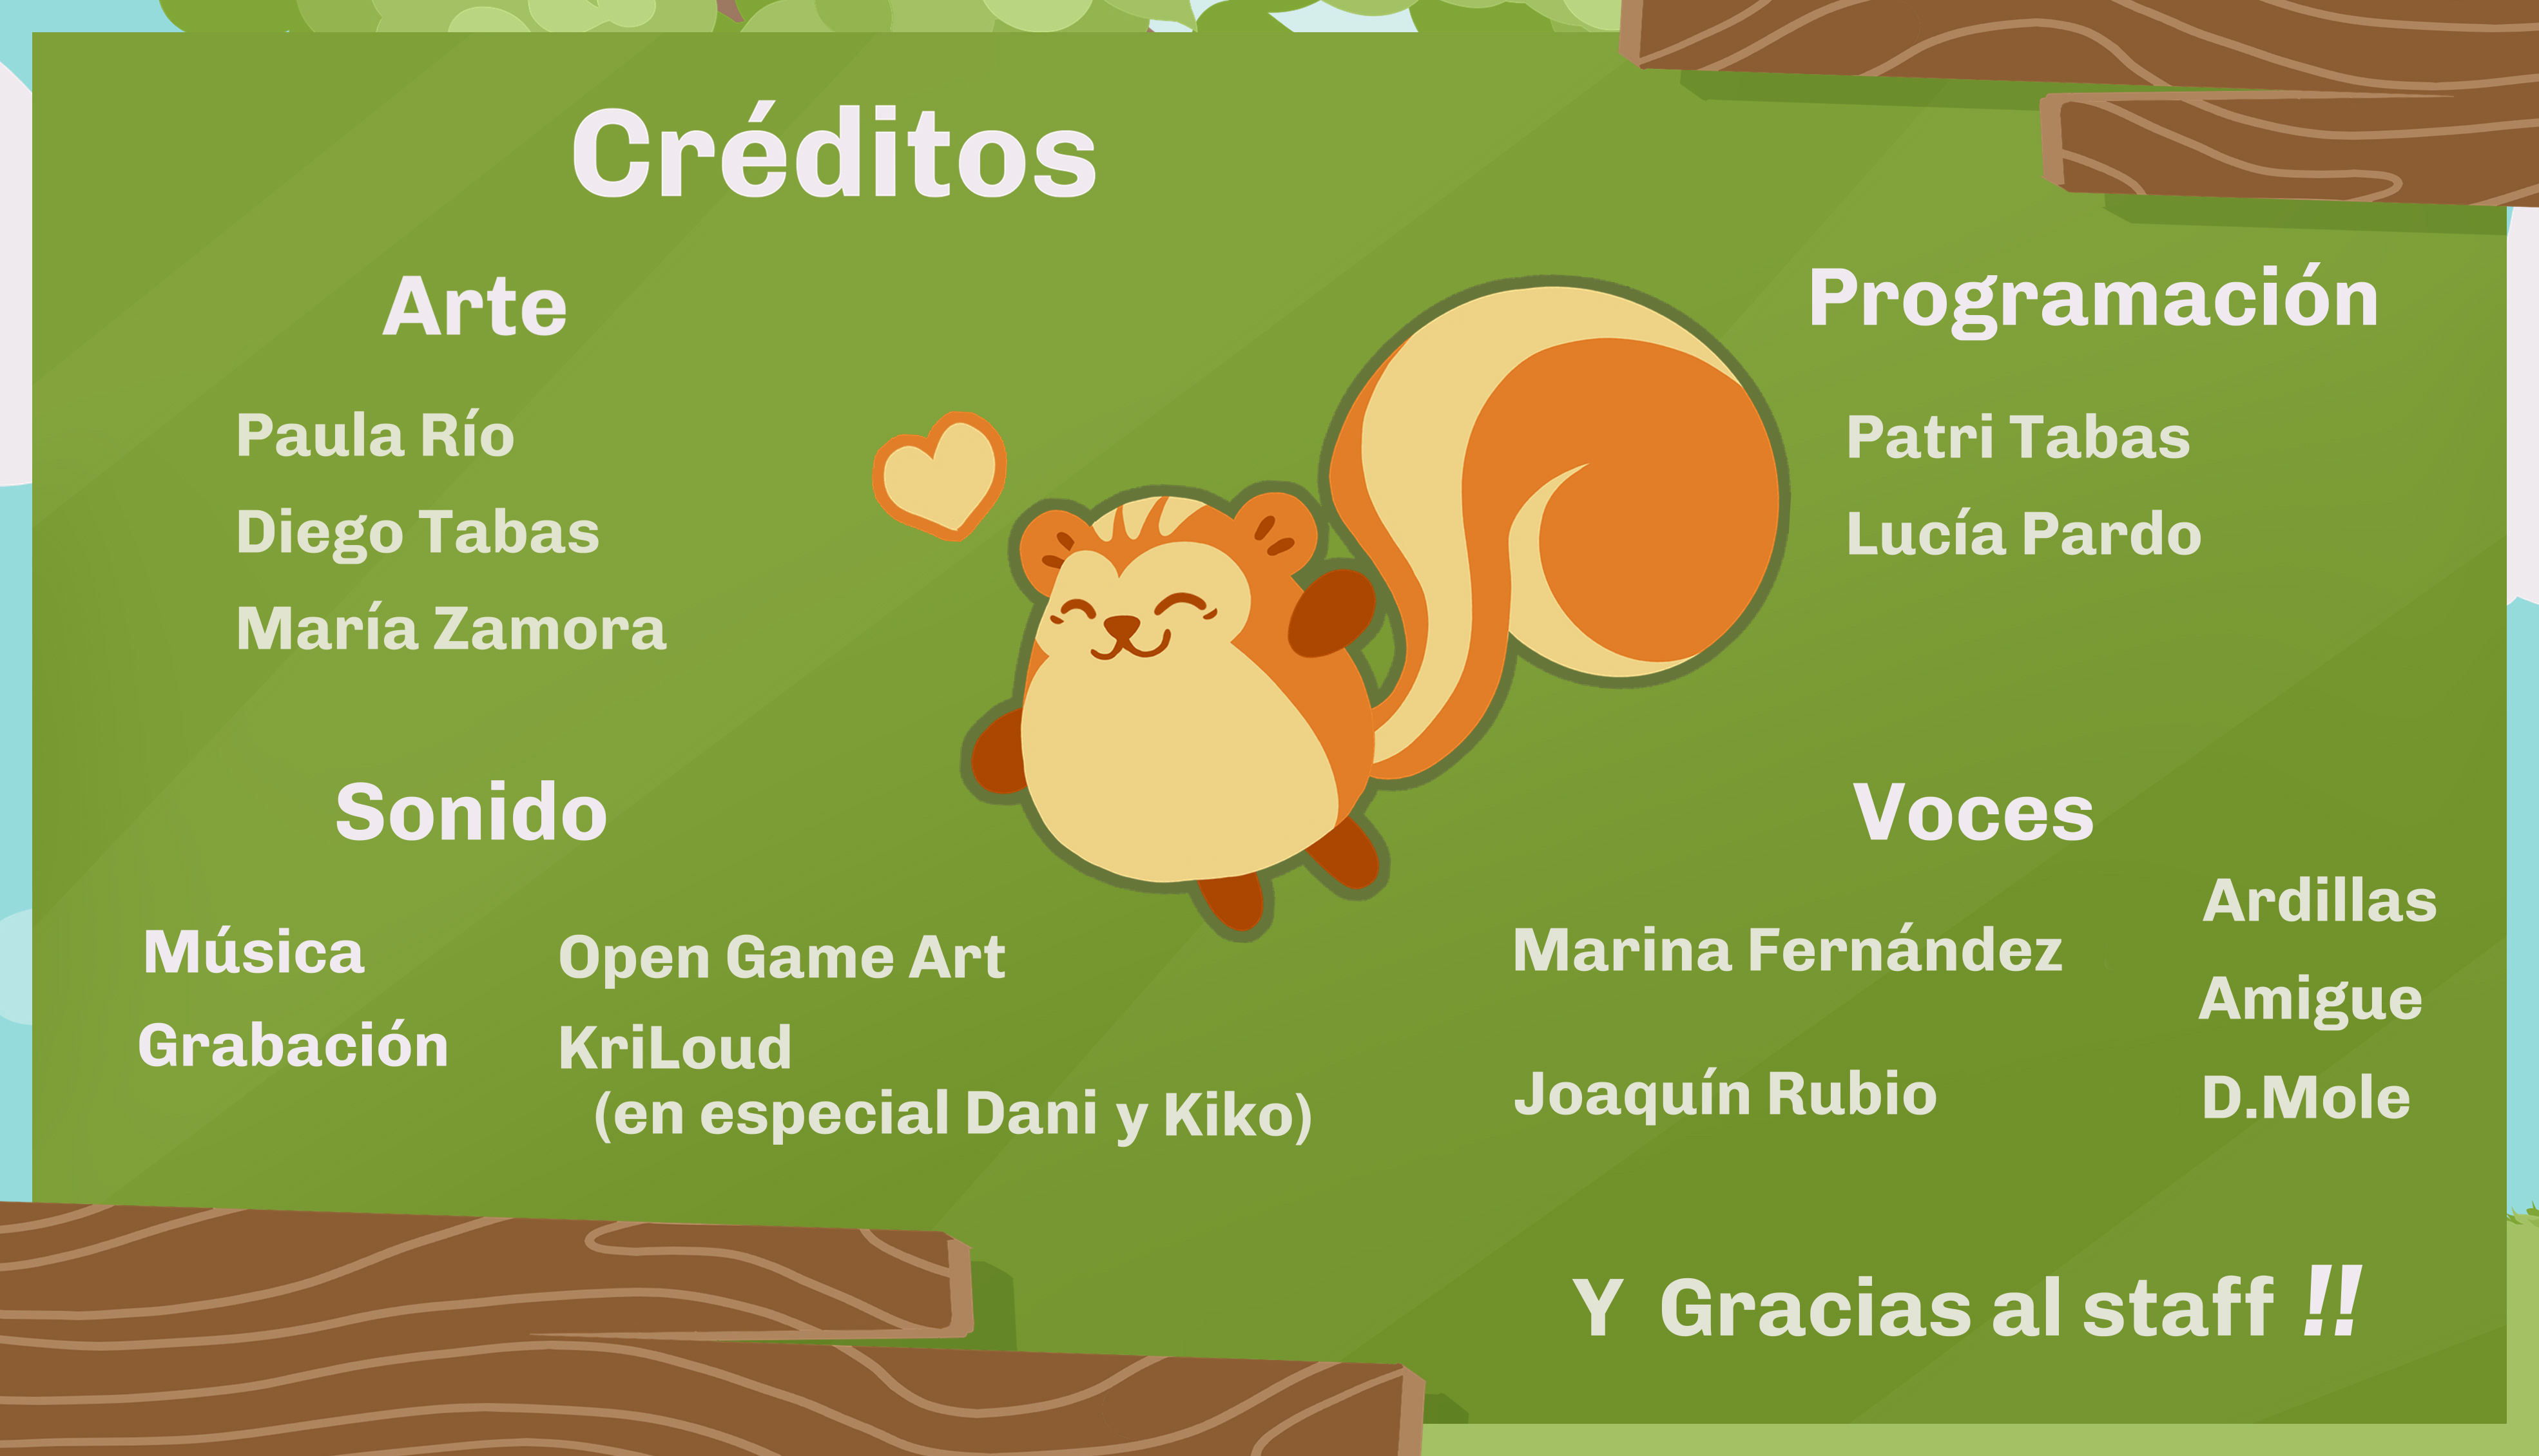 Créditos
Arte
Paula Río
Diego Tabas
María Zamora
Programación
Patri Tabas
Lucía Pardo
Sonido
Música Open Game Art
Grabación KriLoud
(en especial Dani y Kiko)
Voces
Marina Fernández
Joaquín Rubio
Ardillas
Amigue
D.Mole
Y Gracias al staff !!